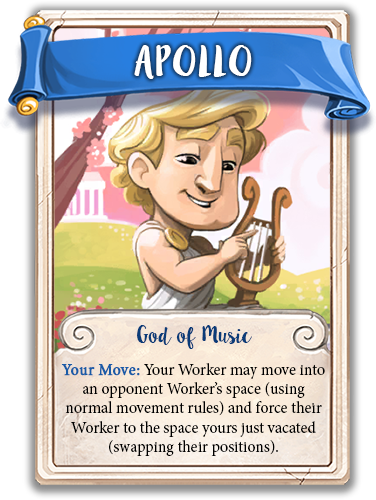 APOLLO
God of Music
Your Move: Your Worker may move into
an opponent Worker's space (using
normal movement rules) and force their
Worker to the space yours just vacated
(swapping their positions).